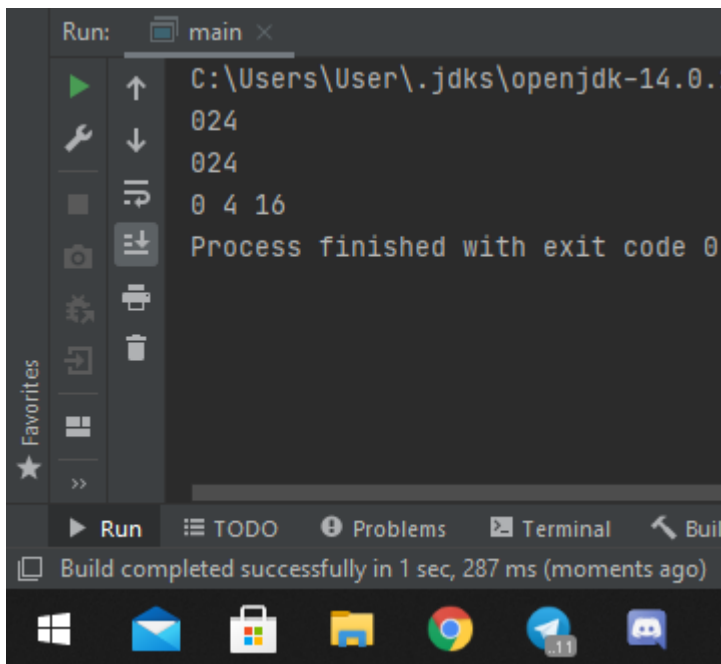 Run: main
C:\Users\User\.jdks\openjdk-14.0.
024
024
0 4 16
Process finished with exit code 0
Favorites
Run TODO Problems Terminal Buil
Build completed successfully in 1 sec, 287 ms (moments ago)
..11